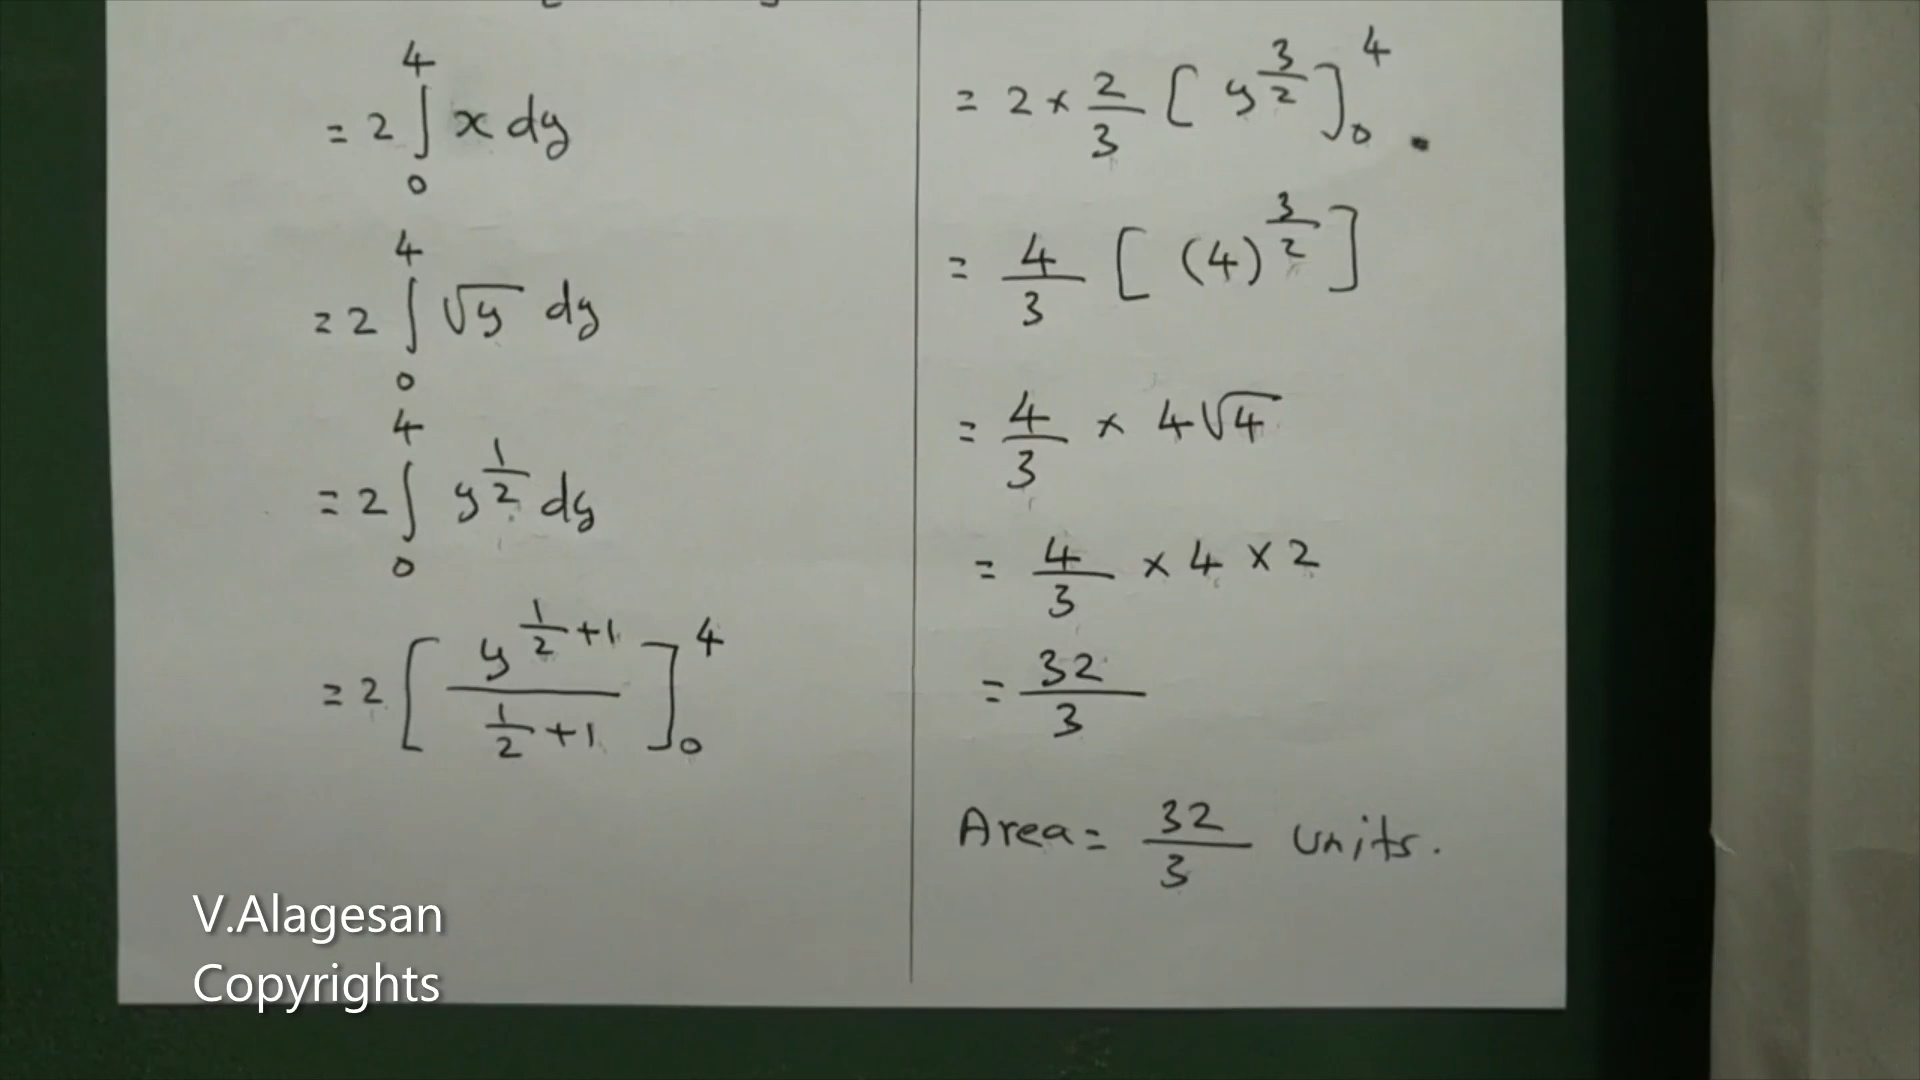 = 2 ∫₀⁴ x dy
= 2 ∫₀⁴ √y dy
= 2 ∫₀⁴ y^(1/2) dy
= 2 [ y^(1/2 + 1) / (1/2 + 1) ]₀⁴
= 2 × 2/3 [ y^(3/2) ]₀⁴
= 4/3 [ (4)^(3/2) ]
= 4/3 × 4√4
= 4/3 × 4 × 2
= 32/3
Area = 32/3 units.
V.Alagesan
Copyrights